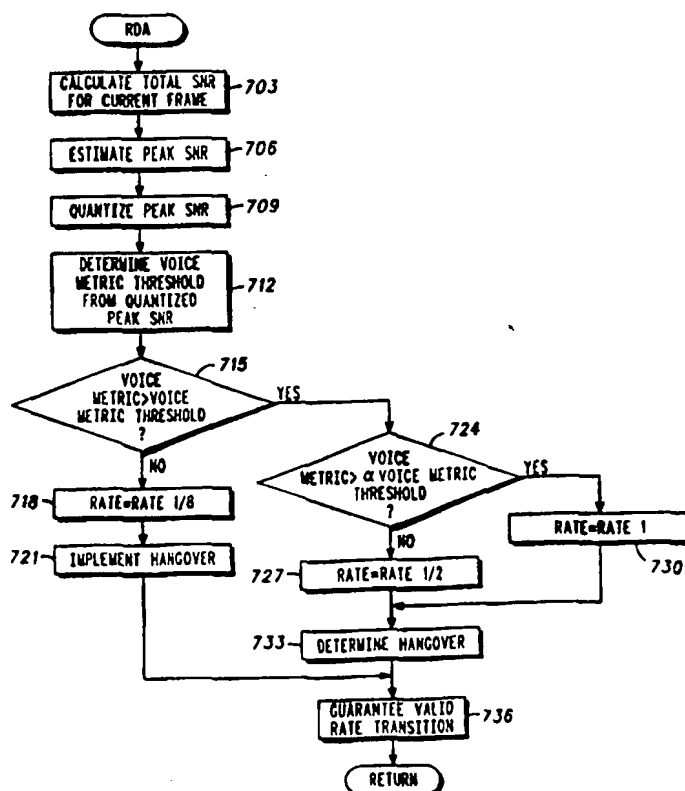 RDA
CALCULATE TOTAL SNR
FOR CURRENT FRAME
703
ESTIMATE PEAK SNR
706
QUANTIZE PEAK SNR
709
DETERMINE VOICE
METRIC THRESHOLD
FROM QUANTIZED
PEAK SNR
712
715
VOICE
METRIC>VOICE
METRIC THRESHOLD
?
YES
NO
724
VOICE
METRIC> α VOICE METRIC
THRESHOLD
?
YES
NO
718
RATE=RATE 1/8
721
IMPLEMENT HANGOVER
RATE=RATE 1
730
727
RATE=RATE 1/2
733
DETERMINE HANGOVER
GUARANTEE VALID
RATE TRANSITION
736
RETURN